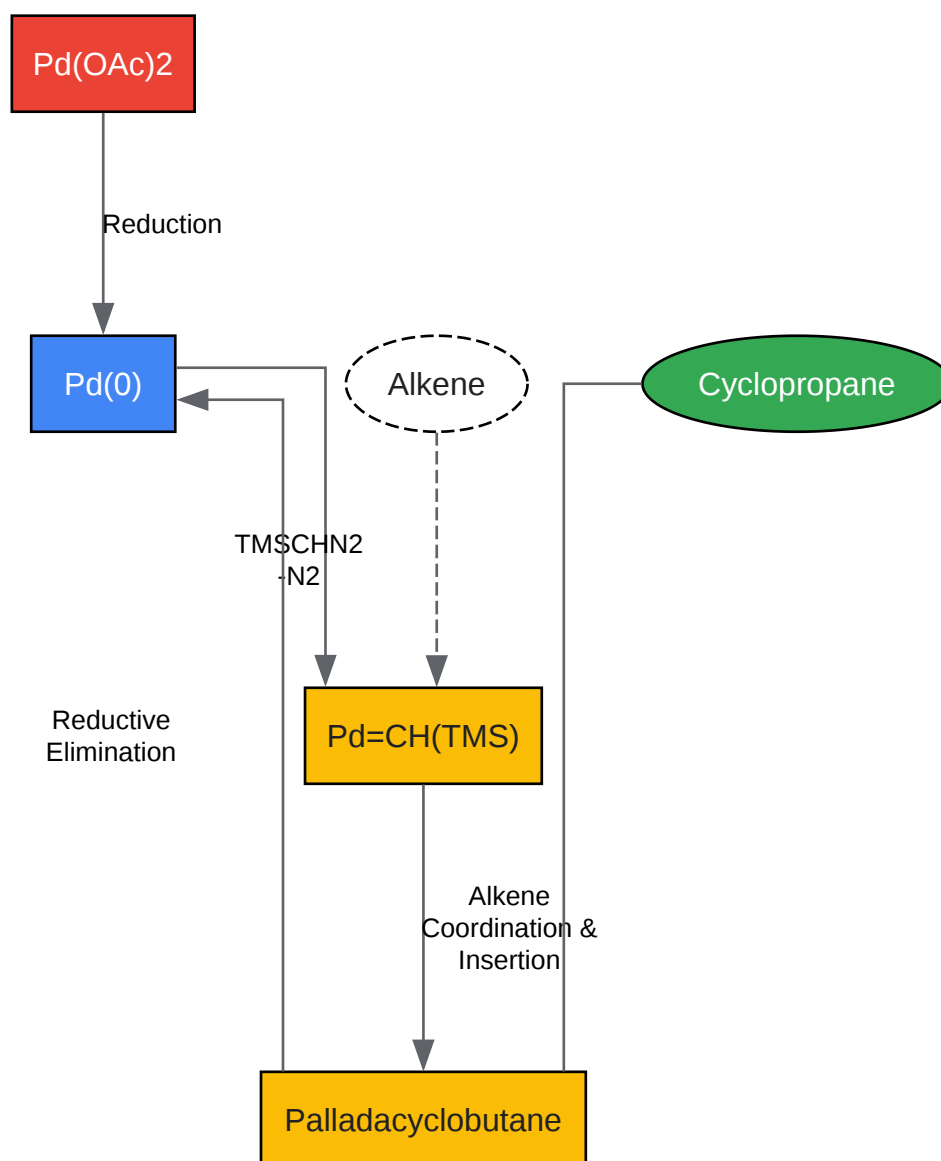 Pd(OAc)2
Reduction
Pd(0)
Alkene
Cyclopropane
TMSCHN2
-N2
Reductive
Elimination
Pd=CH(TMS)
Alkene
Coordination &
Insertion
Palladacyclobutane